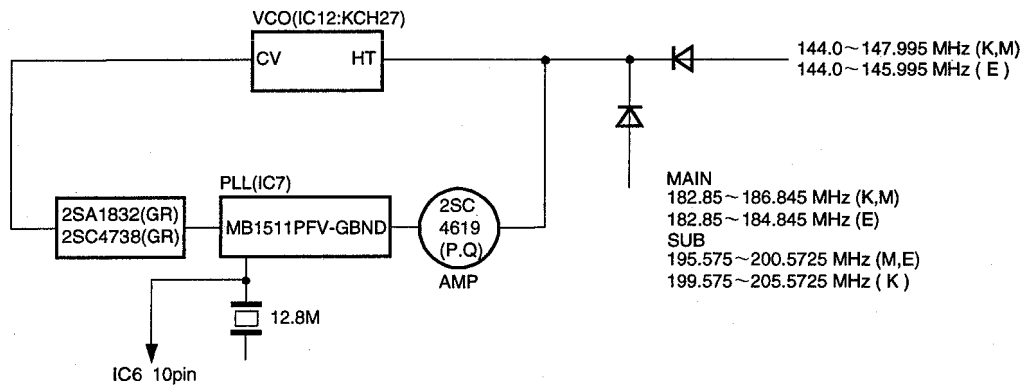 VCO(IC12:KCH27)
CV HT
144.0~147.995 MHz (K,M)
144.0~145.995 MHz ( E )
PLL(IC7)
2SA1832(GR)
2SC4738(GR)
MB1511PFV-GBND
2SC
4619
(P.Q)
AMP
MAIN
182.85~186.845 MHz (K,M)
182.85~184.845 MHz (E)
SUB
195.575~200.5725 MHz (M,E)
199.575~205.5725 MHz ( K )
12.8M
IC6 10pin